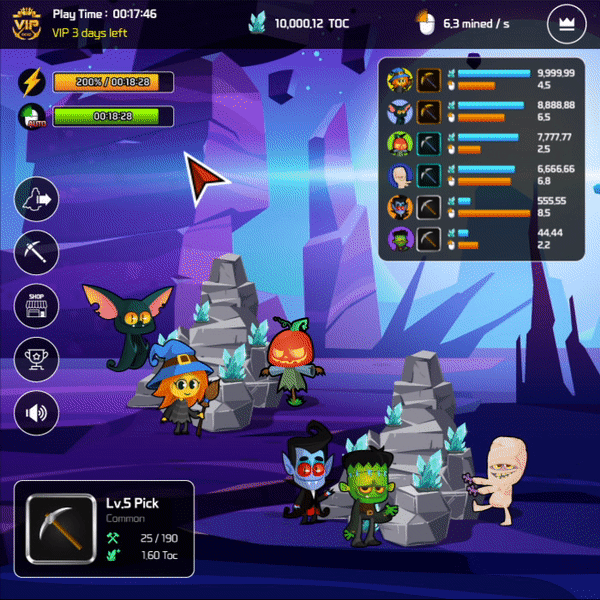 VIP
Play Time : 00:17:46
VIP 3 days left
10,000,12 TOC
6.3 mined / s
200% / 00:18:28
AUTO
00:18:28
9,999.99
4.5
8,888.88
6.5
7,777.77
2.5
6,666.66
6.8
555.55
8.5
44.44
2.2
SHOP
Lv.5 Pick
Common
25 / 190
1.60 Toc